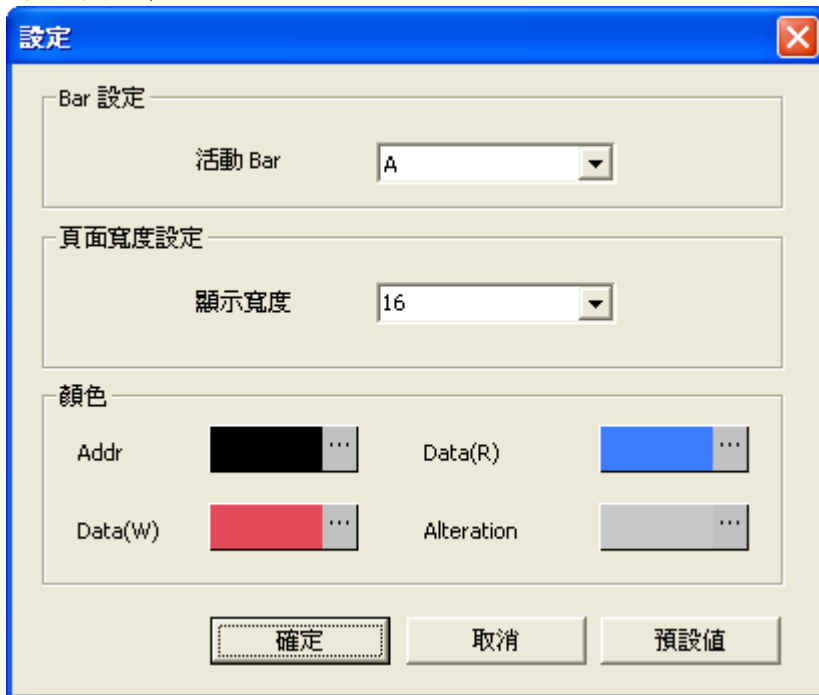 設定
Bar 設定
活動 Bar
A
頁面寬度設定
顯示寬度
16
顏色
Addr
...
Data(R)
...
Data(W)
...
Alteration
...
確定
取消
預設值